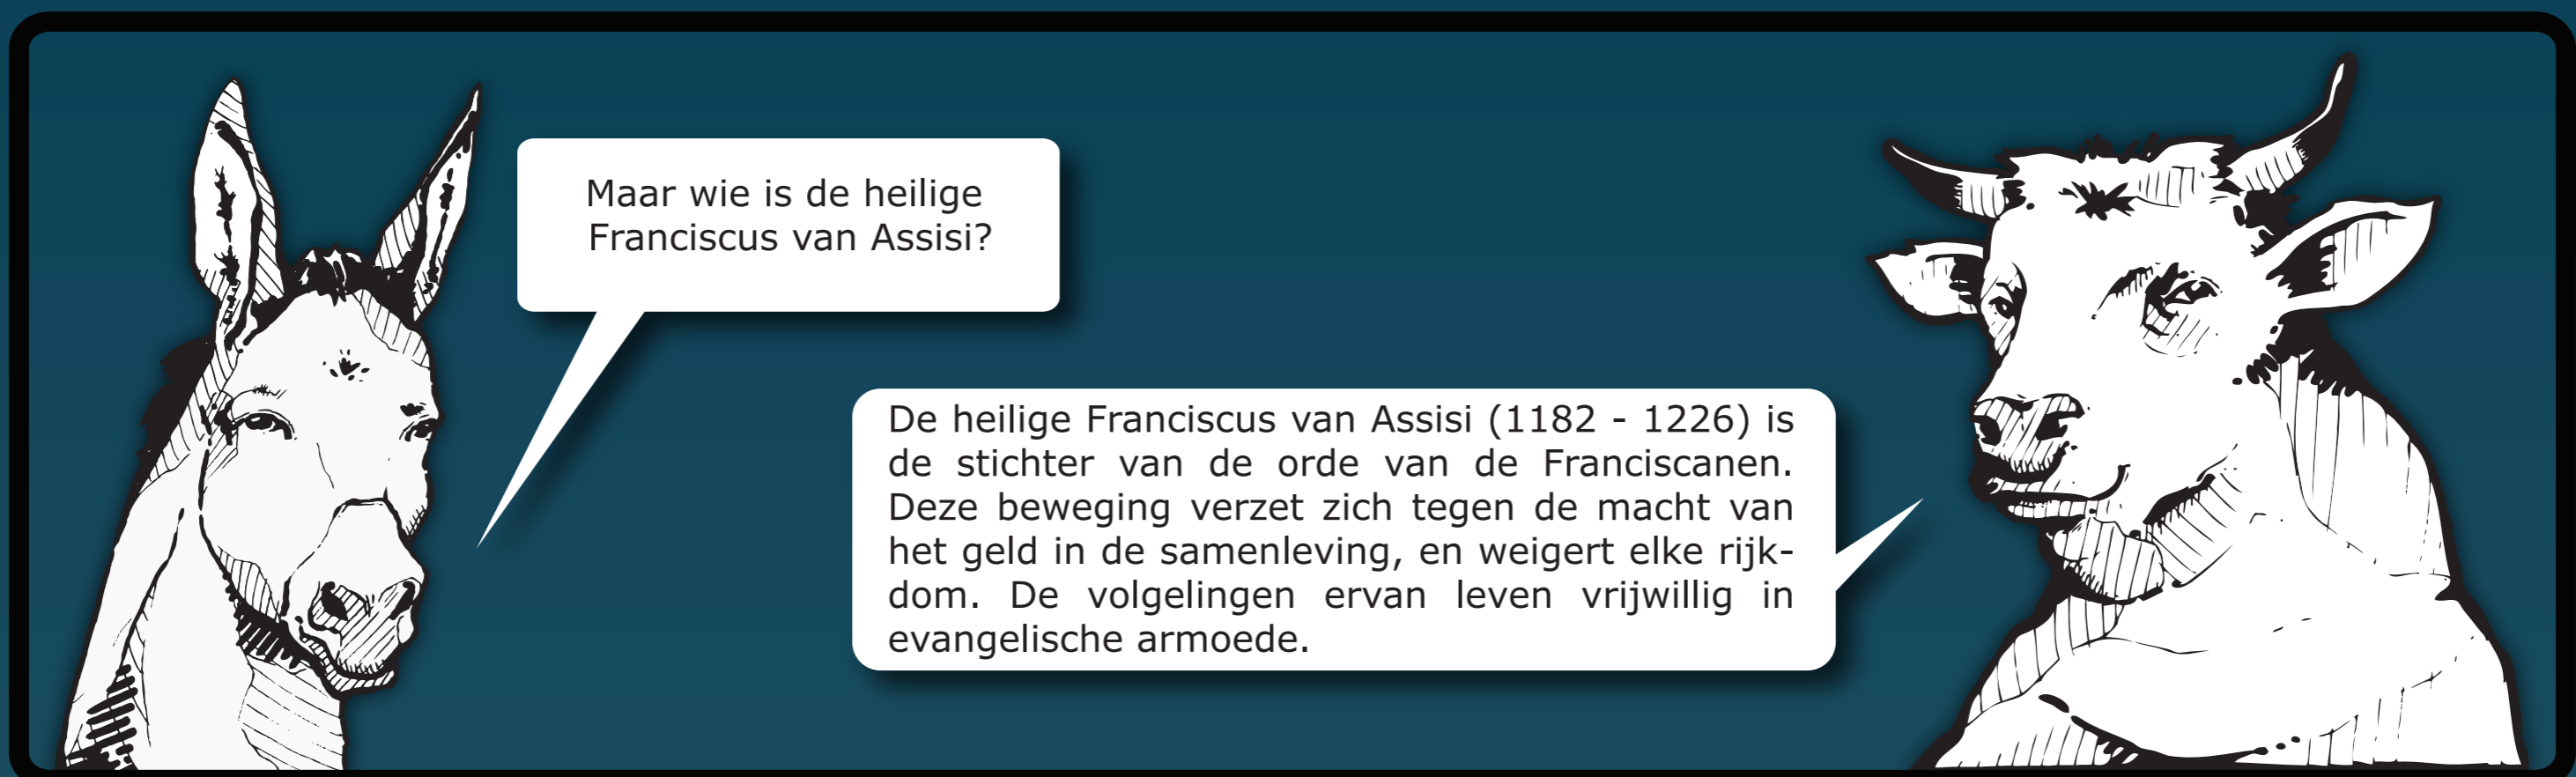 Maar wie is de heilige
Franciscus van Assisi?
De heilige Franciscus van Assisi (1182 - 1226) is
de stichter van de orde van de Franciscanen.
Deze beweging verzet zich tegen de macht van
het geld in de samenleving, en weigert elke rijk-
dom. De volgelingen ervan leven vrijwillig in
evangelische armoede.